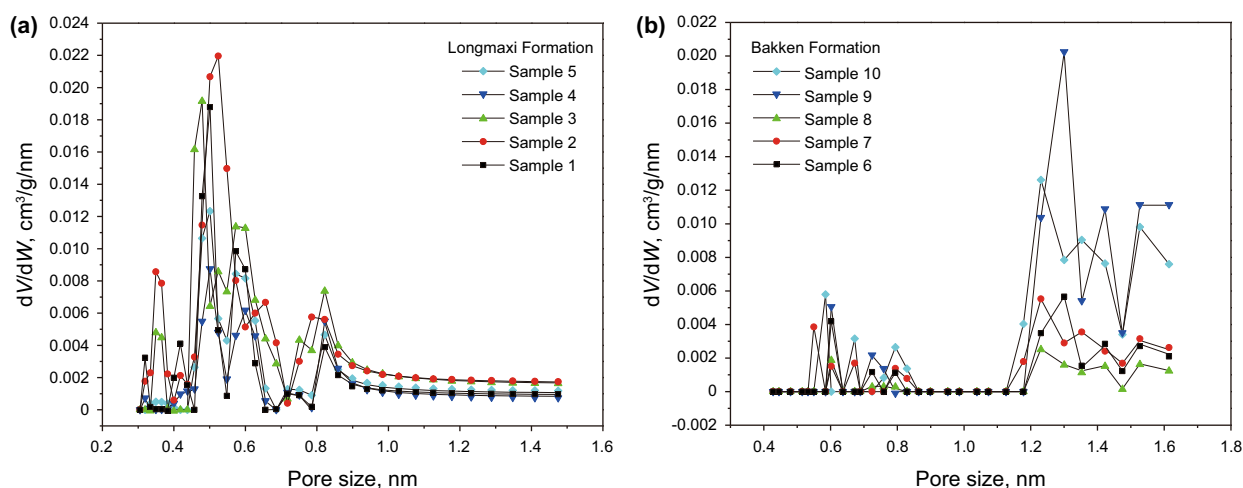 (a)
0.024
0.022
0.020
0.018
0.016
0.014
0.012
0.010
0.008
0.006
0.004
0.002
0
dV/dW, cm³/g/nm
Longmaxi Formation
Sample 5
Sample 4
Sample 3
Sample 2
Sample 1
0.2 0.4 0.6 0.8 1.0 1.2 1.4 1.6
Pore size, nm
(b)
0.022
0.020
0.018
0.016
0.014
0.012
0.010
0.008
0.006
0.004
0.002
0
-0.002
dV/dW, cm³/g/nm
Bakken Formation
Sample 10
Sample 9
Sample 8
Sample 7
Sample 6
0.2 0.4 0.6 0.8 1.0 1.2 1.4 1.6 1.8
Pore size, nm